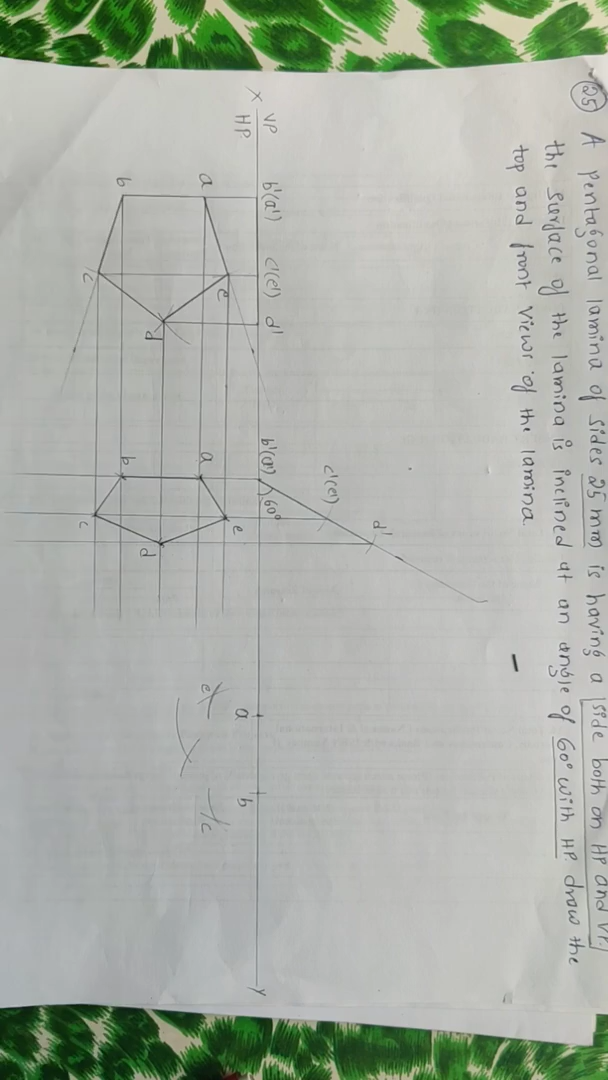 25 A pentagonal lamina of sides 25 mm is having a side both on HP and VP.
the surface of the lamina is inclined at an angle of 60° with HP. draw the
top and front views of the lamina.
d'
c'(e')
b'(a') c'(e') d' b'(a') 60°
VP
X HP Y
a e a e a b
e c
b d b d
c c